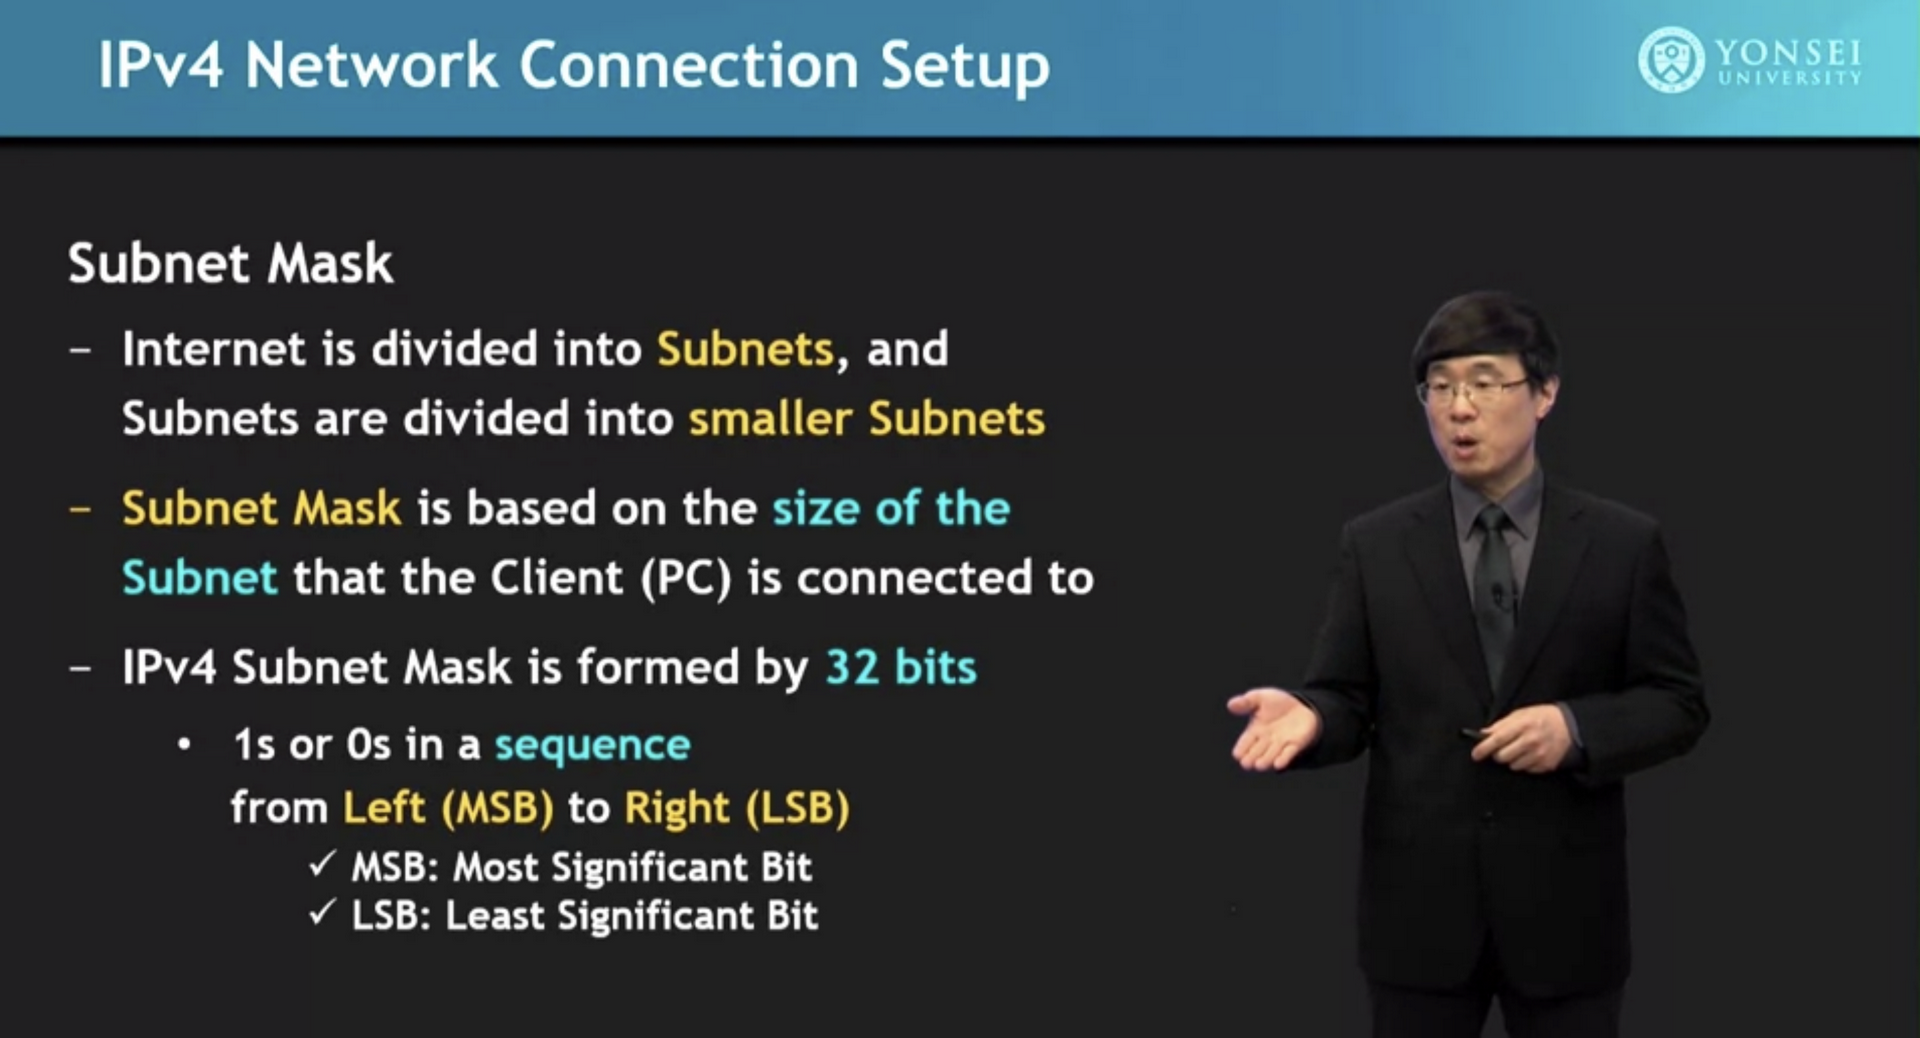 IPv4 Network Connection Setup
YONSEI
UNIVERSITY
Subnet Mask
– Internet is divided into Subnets, and
Subnets are divided into smaller Subnets
– Subnet Mask is based on the size of the
Subnet that the Client (PC) is connected to
– IPv4 Subnet Mask is formed by 32 bits
• 1s or 0s in a sequence
from Left (MSB) to Right (LSB)
✓ MSB: Most Significant Bit
✓ LSB: Least Significant Bit